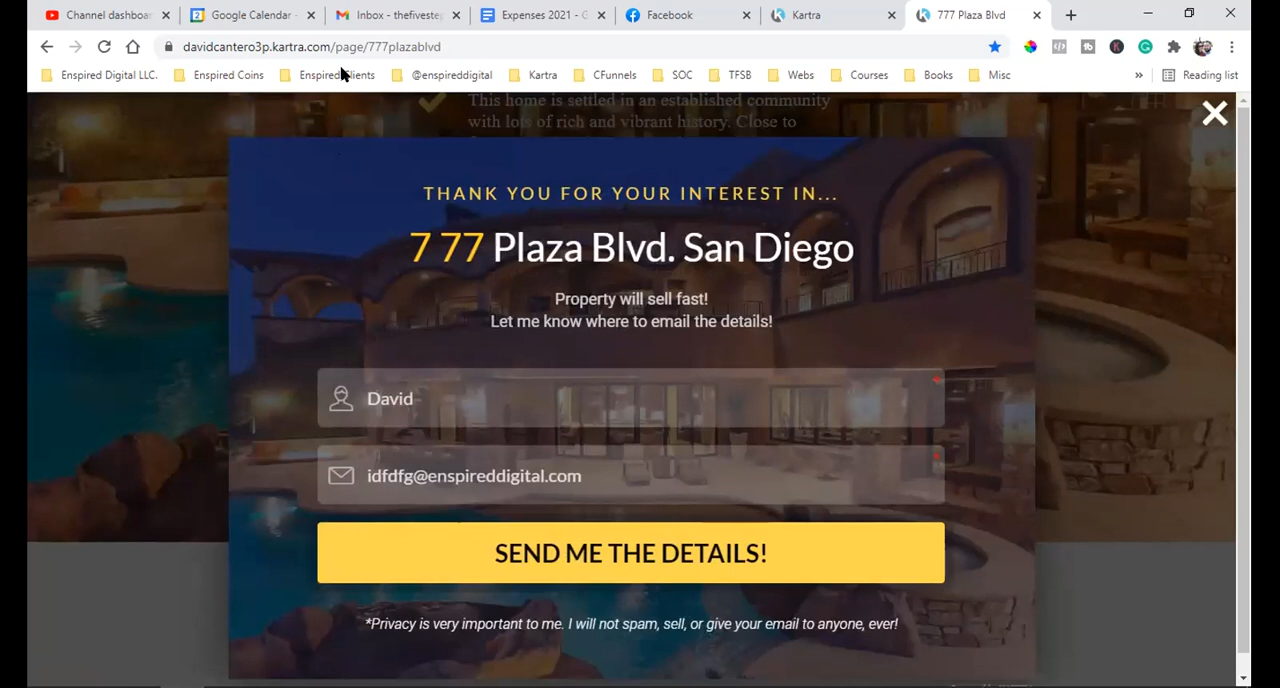 Channel dashboar
Google Calendar -
Inbox - thefivestep
Expenses 2021 - G
Facebook
Kartra
777 Plaza Blvd
davidcantero3p.kartra.com/page/777plazablvd
Enspired Digital LLC.
Enspired Coins
Enspired Clients
@enspireddigital
Kartra
CFunnels
SOC
TFSB
Webs
Courses
Books
Misc
»
Reading list
This home is settled in an established community
with lots of rich and vibrant history. Close to
THANK YOU FOR YOUR INTEREST IN...
7 77 Plaza Blvd. San Diego
Property will sell fast!
Let me know where to email the details!
David
idfdfg@enspireddigital.com
SEND ME THE DETAILS!
*Privacy is very important to me. I will not spam, sell, or give your email to anyone, ever!